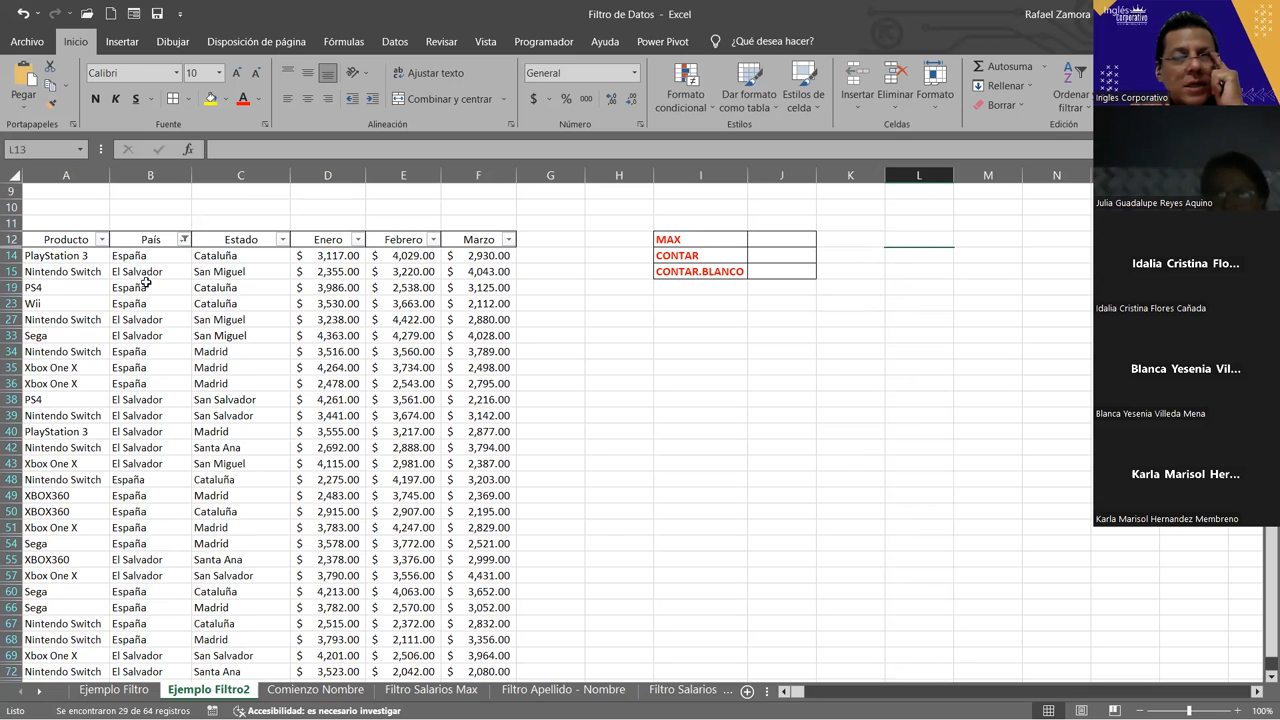 Filtro de Datos - Excel
Rafael Zamora
Archivo Inicio Insertar Dibujar Disposición de página Fórmulas Datos Revisar Vista Programador Ayuda Power Pivot ¿Qué desea hacer?
Pegar
Calibri 10
N K S
Ajustar texto
Combinar y centrar
General
$ % 000
Formato condicional
Dar formato como tabla
Estilos de celda
Insertar Eliminar Formato
Autosuma
Rellenar
Borrar
Ordenar
filtrar
Portapapeles Fuente Alineación Número Estilos Celdas Edición
L13
fx
A B C D E F G H I J K L M N
9
10
11
12 Producto País Estado Enero Febrero Marzo MAX
14 PlayStation 3 España Cataluña $ 3,117.00 $ 4,029.00 $ 2,930.00 CONTAR
15 Nintendo Switch El Salvador San Miguel $ 2,355.00 $ 3,220.00 $ 4,043.00 CONTAR.BLANCO
19 PS4 España Cataluña $ 3,986.00 $ 2,538.00 $ 3,125.00
23 Wii España Cataluña $ 3,530.00 $ 3,663.00 $ 2,112.00
27 Nintendo Switch El Salvador San Miguel $ 3,238.00 $ 4,422.00 $ 2,880.00
33 Sega El Salvador San Miguel $ 4,363.00 $ 4,279.00 $ 4,028.00
34 Nintendo Switch España Madrid $ 3,516.00 $ 3,560.00 $ 3,789.00
35 Xbox One X España Madrid $ 4,264.00 $ 3,734.00 $ 2,498.00
36 Xbox One X España Madrid $ 2,478.00 $ 2,543.00 $ 2,795.00
38 PS4 El Salvador San Salvador $ 4,261.00 $ 3,561.00 $ 2,216.00
39 Nintendo Switch El Salvador San Salvador $ 3,441.00 $ 3,674.00 $ 3,142.00
40 PlayStation 3 El Salvador Madrid $ 3,555.00 $ 3,217.00 $ 2,877.00
42 Nintendo Switch El Salvador Santa Ana $ 2,692.00 $ 2,888.00 $ 3,794.00
43 Xbox One X El Salvador San Miguel $ 4,115.00 $ 2,981.00 $ 2,387.00
48 Nintendo Switch España Cataluña $ 2,275.00 $ 4,197.00 $ 3,203.00
49 XBOX360 España Madrid $ 2,483.00 $ 3,745.00 $ 2,369.00
50 XBOX360 España Cataluña $ 2,915.00 $ 2,907.00 $ 2,195.00
51 Xbox One X España Madrid $ 3,783.00 $ 4,247.00 $ 2,829.00
54 Sega España Madrid $ 3,578.00 $ 3,772.00 $ 2,521.00
55 XBOX360 El Salvador Santa Ana $ 2,378.00 $ 3,376.00 $ 2,999.00
57 Xbox One X El Salvador San Salvador $ 3,790.00 $ 3,556.00 $ 4,431.00
60 Sega España Cataluña $ 4,213.00 $ 4,063.00 $ 3,652.00
66 Sega España Madrid $ 3,782.00 $ 2,570.00 $ 3,052.00
67 Nintendo Switch España Cataluña $ 2,515.00 $ 2,372.00 $ 2,832.00
68 Nintendo Switch España Madrid $ 3,793.00 $ 2,111.00 $ 3,356.00
69 Xbox One X El Salvador San Salvador $ 4,201.00 $ 2,506.00 $ 3,964.00
72 Nintendo Switch El Salvador Santa Ana $ 3,523.00 $ 2,042.00 $ 2,080.00
Ejemplo Filtro Ejemplo Filtro2 Comienzo Nombre Filtro Salarios Max Filtro Apellido - Nombre Filtro Salarios ...
Listo Se encontraron 29 de 64 registros Accesibilidad: es necesario investigar 100%
Inglés
Corporativo
Ingles Corporativo
Julia Guadalupe Reyes Aquino
Idalia Cristina Flo...
Idalia Cristina Flores Cañada
Blanca Yesenia Vil...
Blanca Yesenia Villeda Mena
Karla Marisol Her...
Karla Marisol Hernandez Membreno